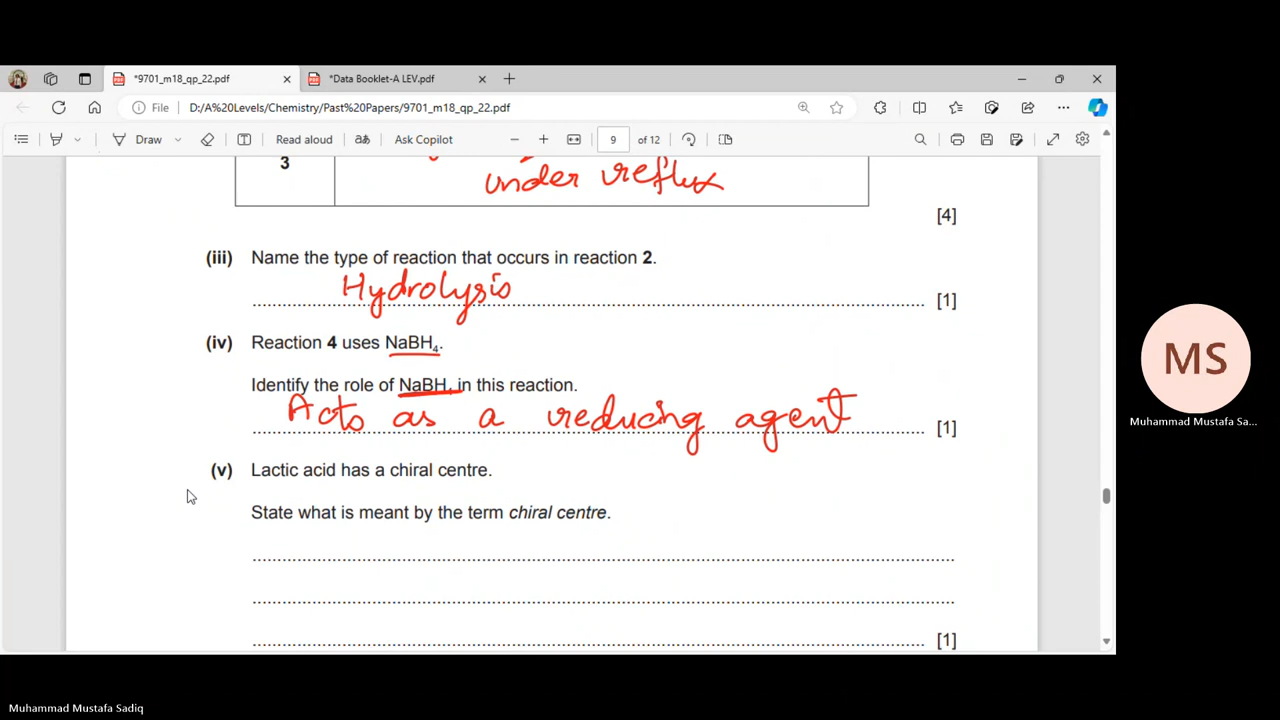 *9701_m18_qp_22.pdf
*Data Booklet-A LEV.pdf
File
D:/A%20Levels/Chemistry/Past%20Papers/9701_m18_qp_22.pdf
Draw
Read aloud
Ask Copilot
9 of 12
3
under reflux
[4]
(iii) Name the type of reaction that occurs in reaction 2.
Hydrolysis
[1]
(iv) Reaction 4 uses NaBH₄.
Identify the role of NaBH₄ in this reaction.
Acts as a reducing agent
[1]
(v) Lactic acid has a chiral centre.
State what is meant by the term chiral centre.
[1]
MS
Muhammad Mustafa Sa...
Muhammad Mustafa Sadiq